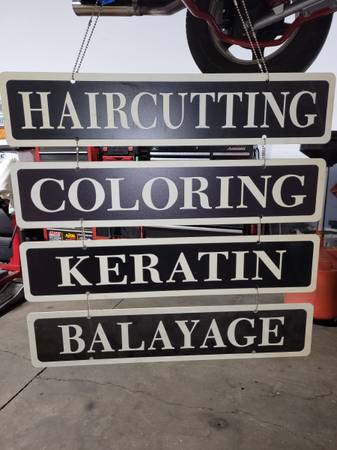 HAIRCUTTING
COLORING
KERATIN
BALAYAGE